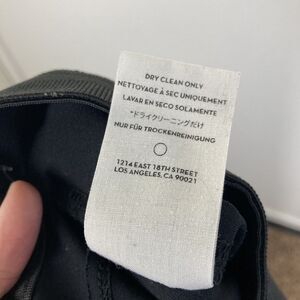 DRY CLEAN ONLY
NETTOYAGE À SEC UNIQUEMENT
LAVAR EN SECO SOLAMENTE
*ドライクリーニングだけ
NUR FÜR TROCKENREINIGUNG
1214 EAST 18TH STREET
LOS ANGELES, CA 90021